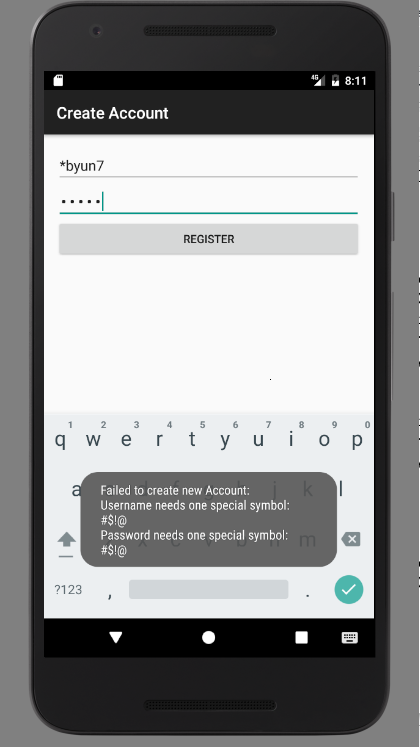 4G 8:11
Create Account
*byun7
•••••
REGISTER
1 2 3 4 5 6 7 8 9 0
q w e r t y u i o p
a j k l
Failed to create new Account:
Username needs one special symbol:
#$!@
Password needs one special symbol:
#$!@
m
?123 , .